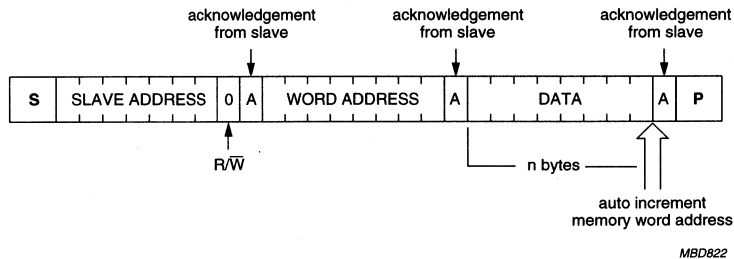 acknowledgement
from slave
acknowledgement
from slave
acknowledgement
from slave
S SLAVE ADDRESS 0 A WORD ADDRESS A DATA A P
R/W̅
n bytes
auto increment
memory word address
MBD822